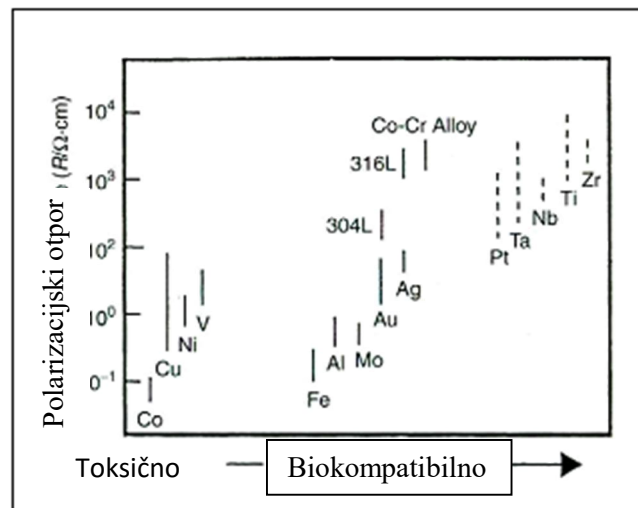 Polarizacijski otpor (R/Ω·cm)
10⁴
10³
10²
10⁰
0⁻¹
Co-Cr Alloy
316L
304L
Zr
Ti
Nb
Ta
Pt
Ag
Au
V
Ni
Cu
Al
Mo
Fe
Co
Toksično
Biokompatibilno